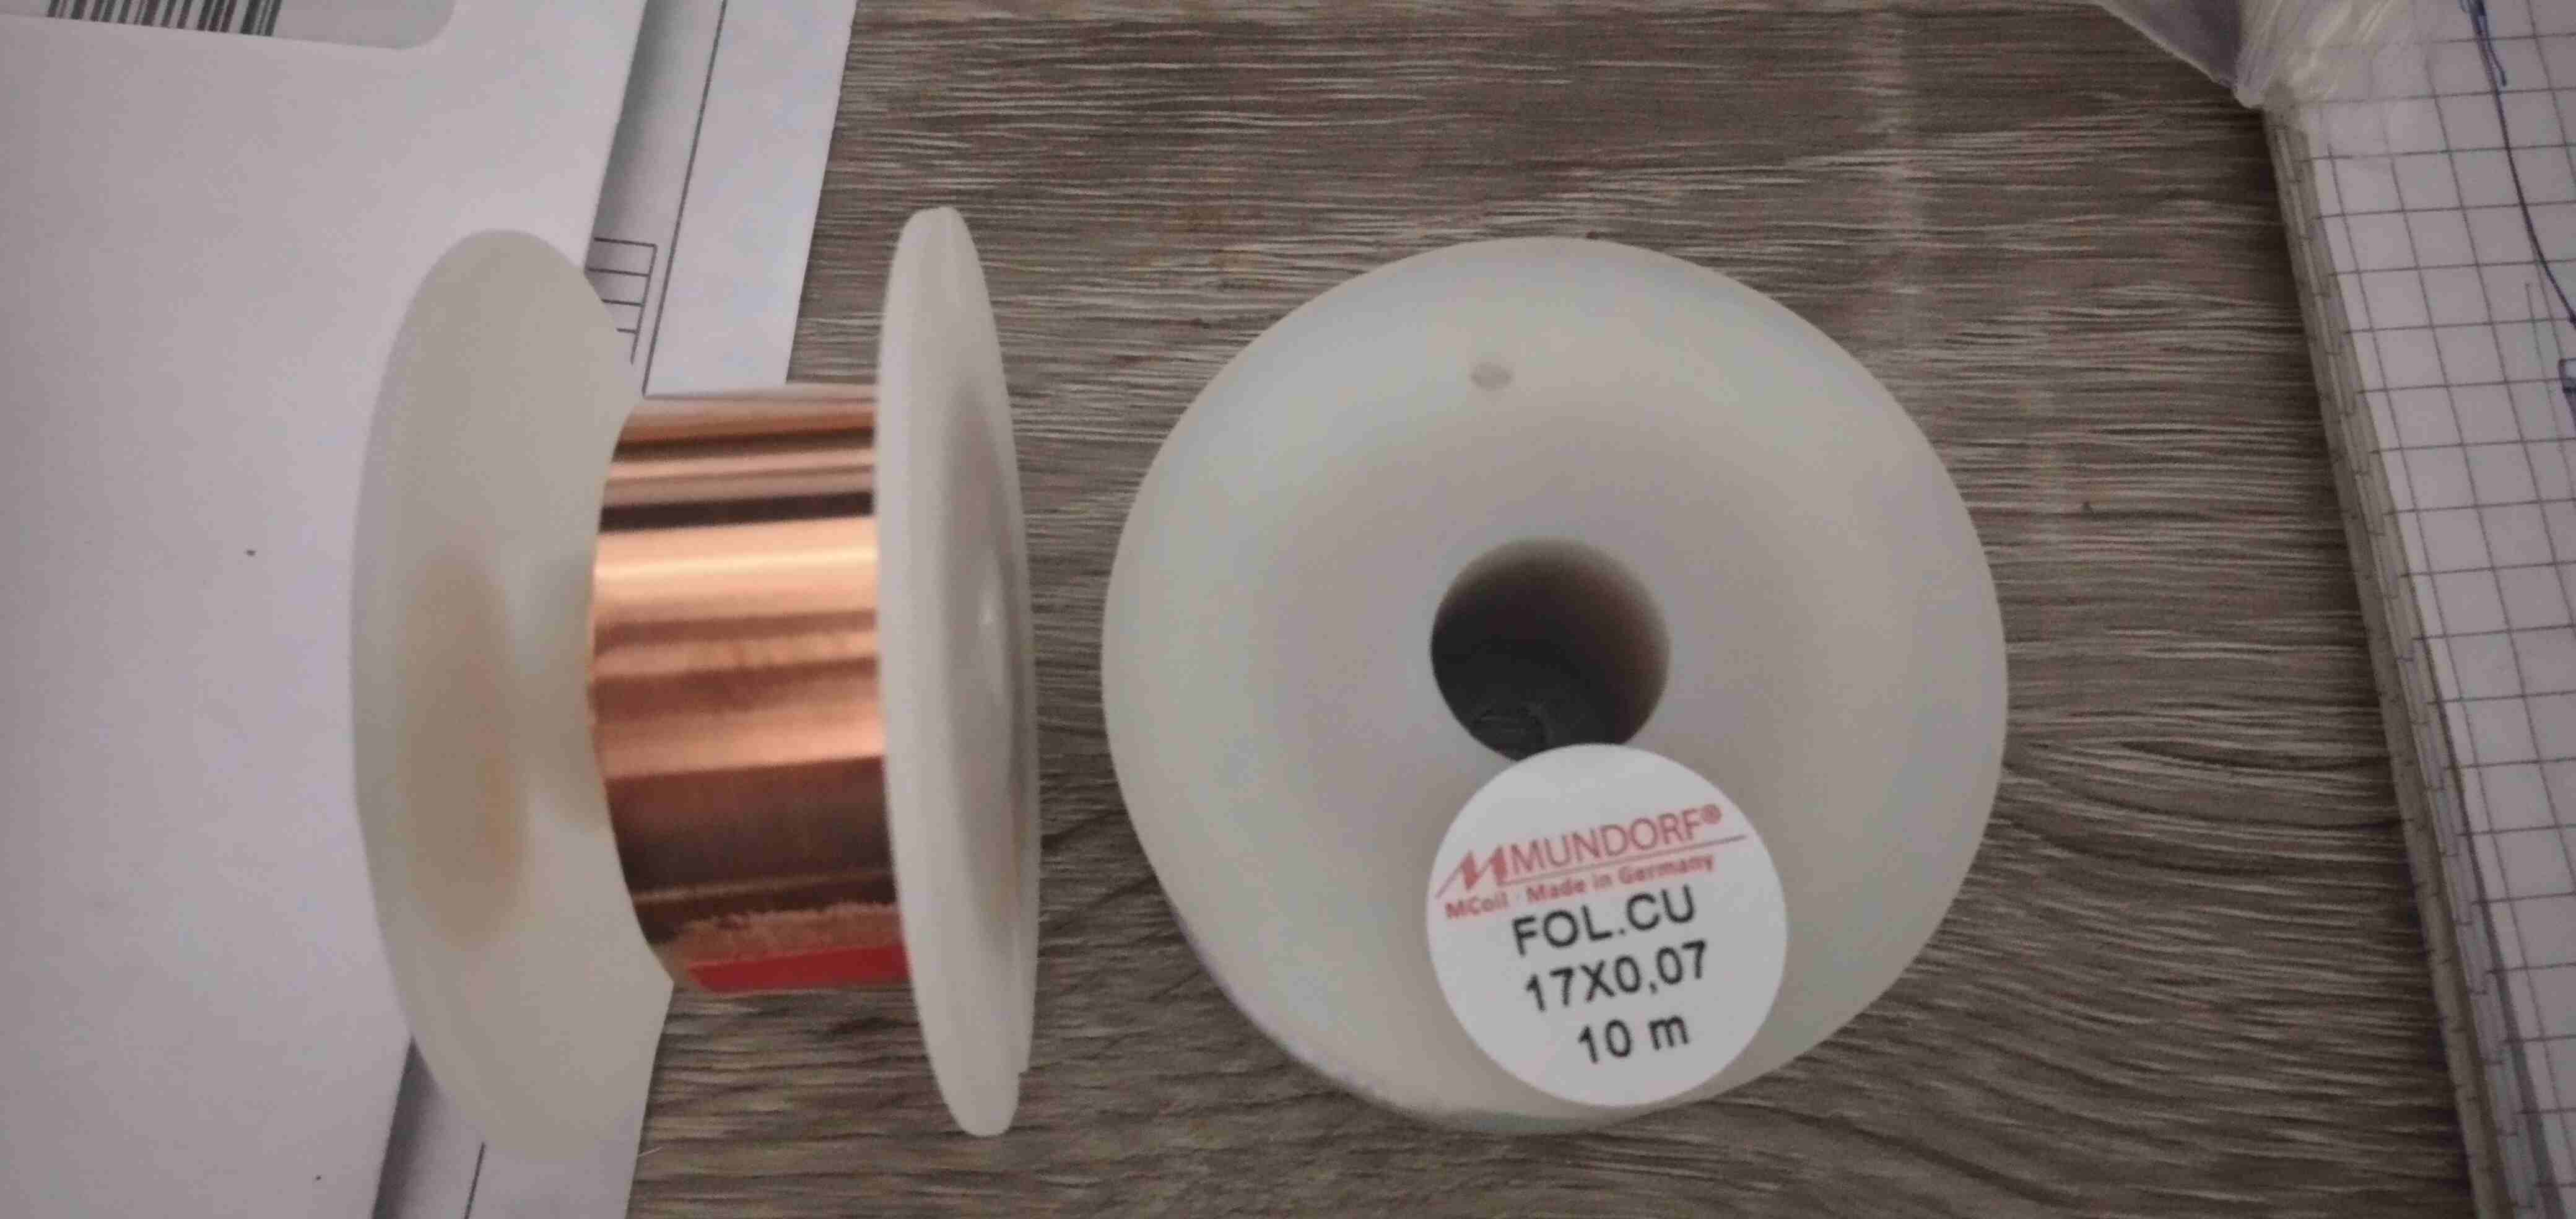 MUNDORF®
MCoil · Made in Germany
FOL.CU
17X0,07
10 m